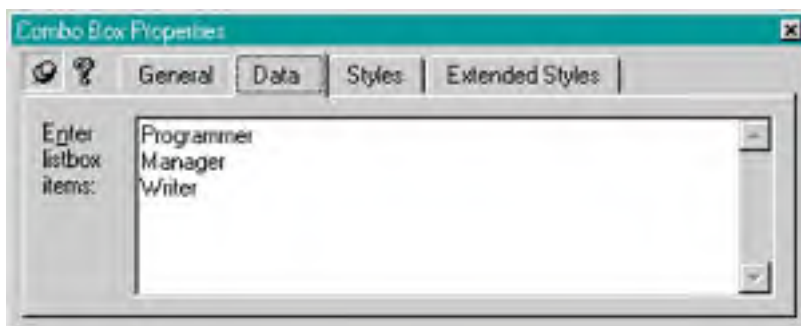 Combo Box Properties
General Data Styles Extended Styles
Enter
listbox
items:
Programmer
Manager
Writer